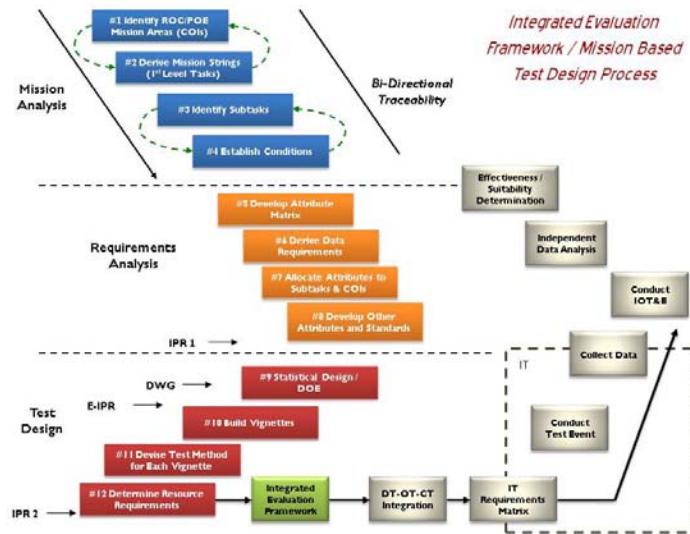 #1 Identify ROC/POE
Mission Areas (COIs)
#2 Derive Mission Strings
(1st Level Tasks)
#3 Identify Subtasks
#4 Establish Conditions
Mission
Analysis
Bi-Directional
Traceability
Integrated Evaluation
Framework / Mission Based
Test Design Process
Effectiveness /
Suitability
Determination
Independent
Data Analysis
Conduct
IOT&E
Collect Data
Conduct
Test Event
IT
Requirements
Analysis
#5 Develop Attribute
Matrix
#6 Derive Data
Requirements
#7 Allocate Attributes to
Subtasks & COIs
#8 Develop Other
Attributes and Standards
IPR 1
Test
Design
DWG
E-IPR
#9 Statistical Design /
DOE
#10 Build Vignettes
#11 Devise Test Method
for Each Vignette
#12 Determine Resource
Requirements
IPR 2
Integrated
Evaluation
Framework
DT-OT-CT
Integration
IT
Requirements
Matrix